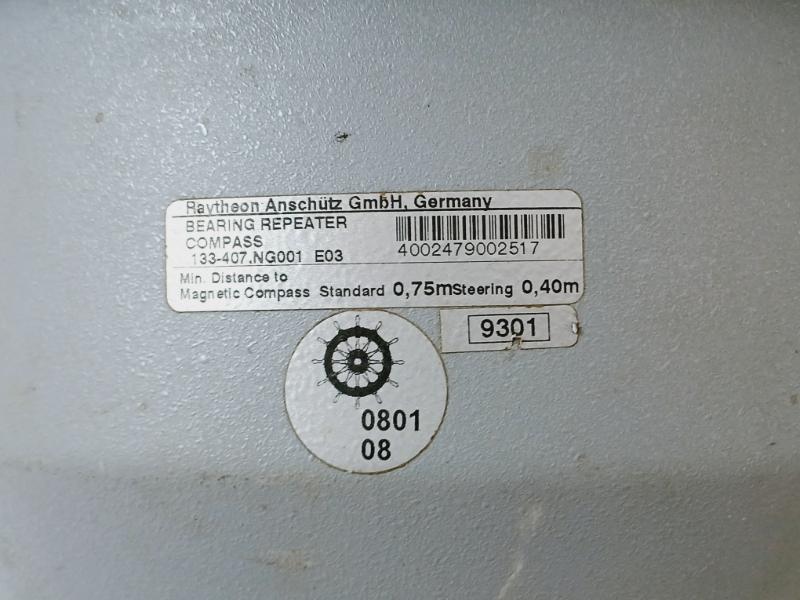 Raytheon Anschütz GmbH, Germany
BEARING REPEATER
COMPASS
133-407.NG001 E03
4002479002517
Min. Distance to
Magnetic Compass Standard 0,75m Steering 0,40m
9301
0801
08